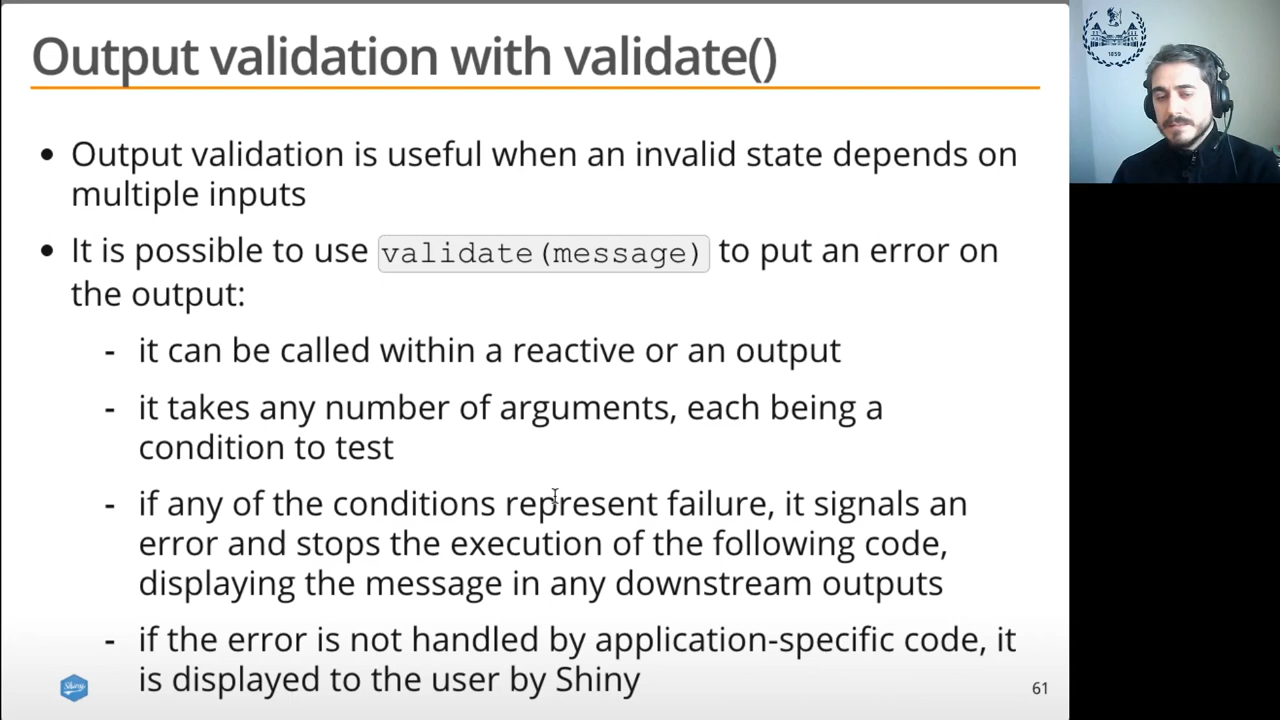 Output validation with validate()
• Output validation is useful when an invalid state depends on
multiple inputs
• It is possible to use validate(message) to put an error on
the output:
- it can be called within a reactive or an output
- it takes any number of arguments, each being a
condition to test
- if any of the conditions represent failure, it signals an
error and stops the execution of the following code,
displaying the message in any downstream outputs
- if the error is not handled by application-specific code, it
is displayed to the user by Shiny
Shiny
61
1859